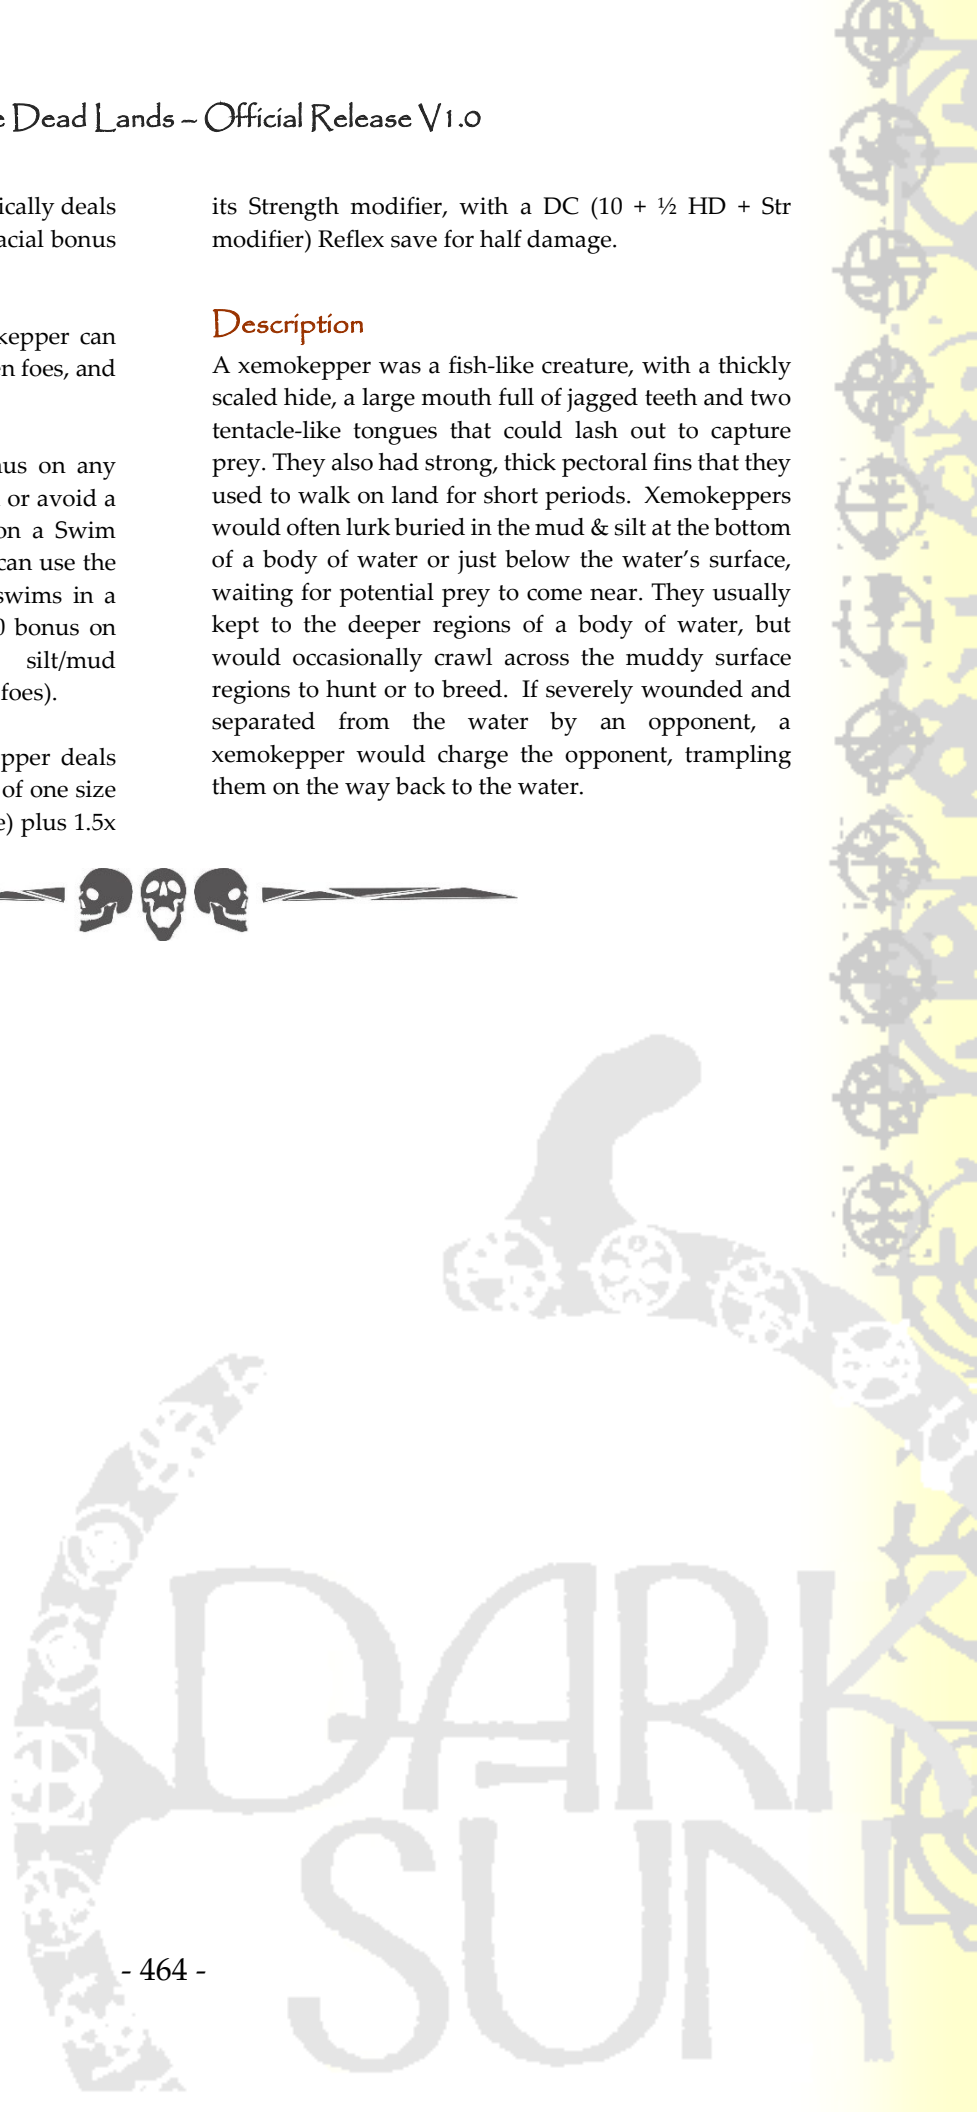 e Dead Lands – Official Release V1.0
ically deals
acial bonus
kepper can
en foes, and
nus on any
or avoid a
on a Swim
can use the
swims in a
0 bonus on
silt/mud
foes).
pper deals
of one size
e) plus 1.5x
its Strength modifier, with a DC (10 + ½ HD + Str
modifier) Reflex save for half damage.
Description
A xemokepper was a fish-like creature, with a thickly
scaled hide, a large mouth full of jagged teeth and two
tentacle-like tongues that could lash out to capture
prey. They also had strong, thick pectoral fins that they
used to walk on land for short periods. Xemokeppers
would often lurk buried in the mud & silt at the bottom
of a body of water or just below the water’s surface,
waiting for potential prey to come near. They usually
kept to the deeper regions of a body of water, but
would occasionally crawl across the muddy surface
regions to hunt or to breed. If severely wounded and
separated from the water by an opponent, a
xemokepper would charge the opponent, trampling
them on the way back to the water.
DARK
SUN
- 464 -